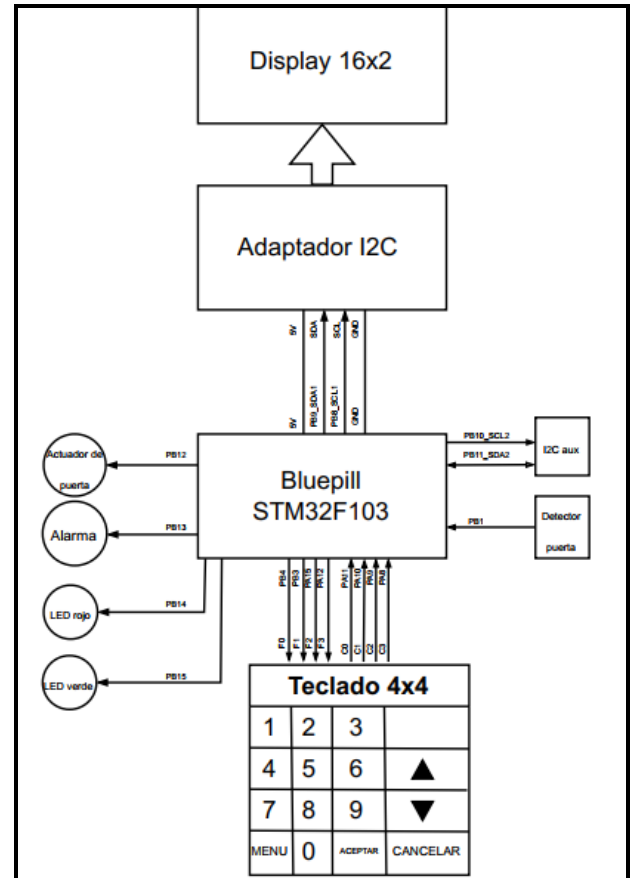 Display 16x2
Adaptador I2C
5V
SDA
SCL
GND
5V
PB9_SDA1
PB8_SCL1
GND
Bluepill
STM32F103
Actuador de
puerta
PB12
Alarma
PB13
LED rojo
PB14
LED verde
PB15
PB10_SCL2
PB11_SDA2
I2C aux
PB1
Detector
puerta
PB4
PB3
PA15
PA12
PA11
PA10
PA9
PA8
F0
F1
F2
F3
C0
C1
C2
C3
Teclado 4x4
1 2 3
4 5 6 ▲
7 8 9 ▼
MENU 0 ACEPTAR CANCELAR